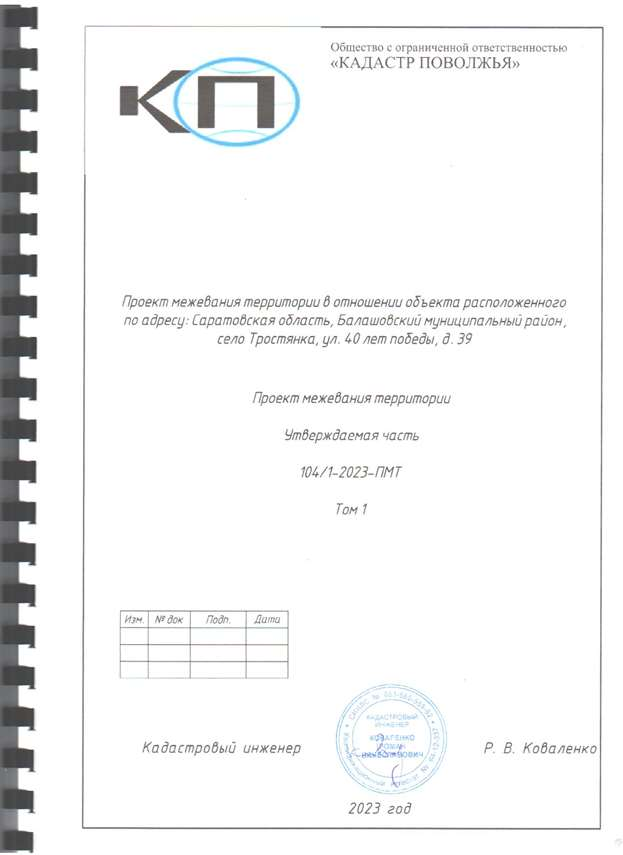 Общество с ограниченной ответственностью
«КАДАСТР ПОВОЛЖЬЯ»
КП
Проект межевания территории в отношении объекта расположенного
по адресу: Саратовская область, Балашовский муниципальный район,
село Тростянка, ул. 40 лет победы, д. 39
Проект межевания территории
Утверждаемая часть
104/1-2023-ПМТ
Том 1
Изм. № док Подп. Дата
КАДАСТРОВЫЙ
ИНЖЕНЕР
КОВАЛЕНКО
РОМАН
Кадастровый инженер
Р. В. Коваленко
2023 год